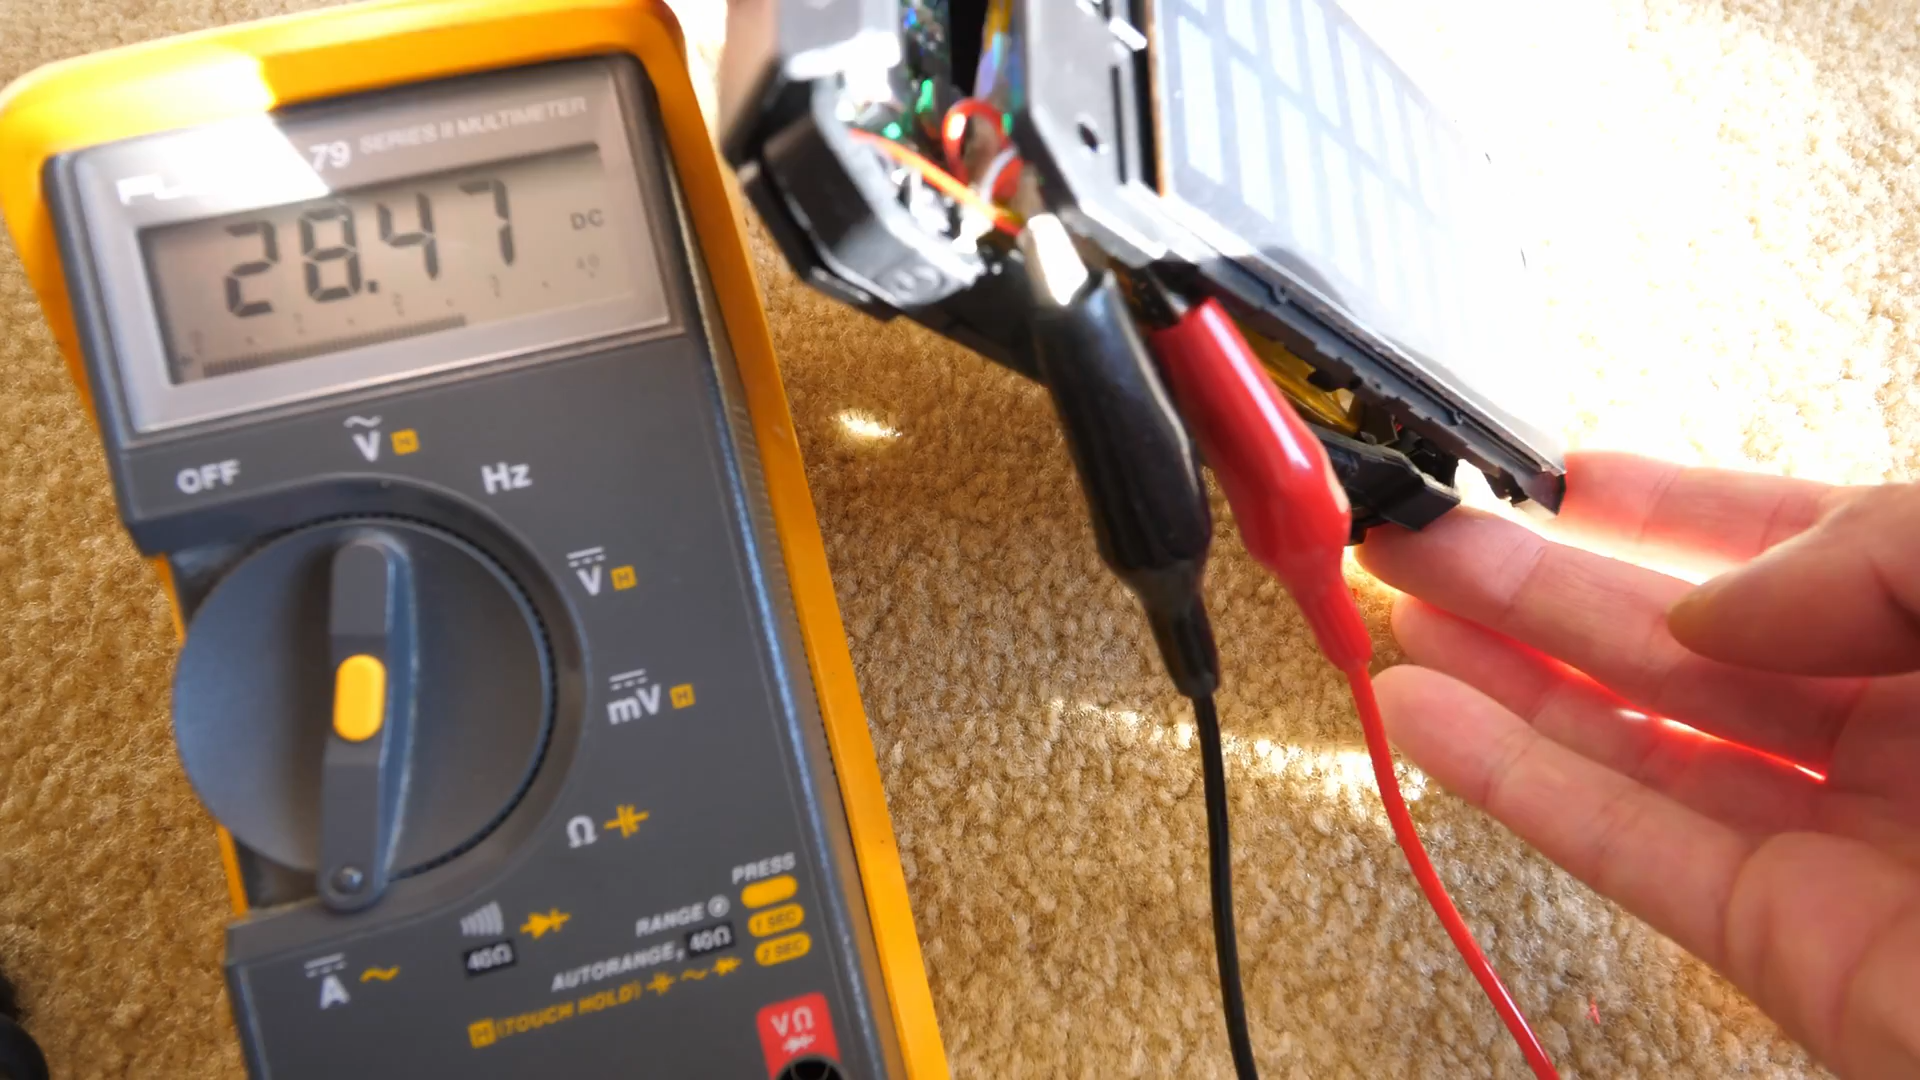 79 SERIES II MULTIMETER
28.47 DC
40
OFF
V H
Hz
V H
mV H
Ω
PRESS
RANGE
1 SEC
AUTORANGE, 40Ω
2 SEC
H (TOUCH HOLD)
40Ω
A
VΩ